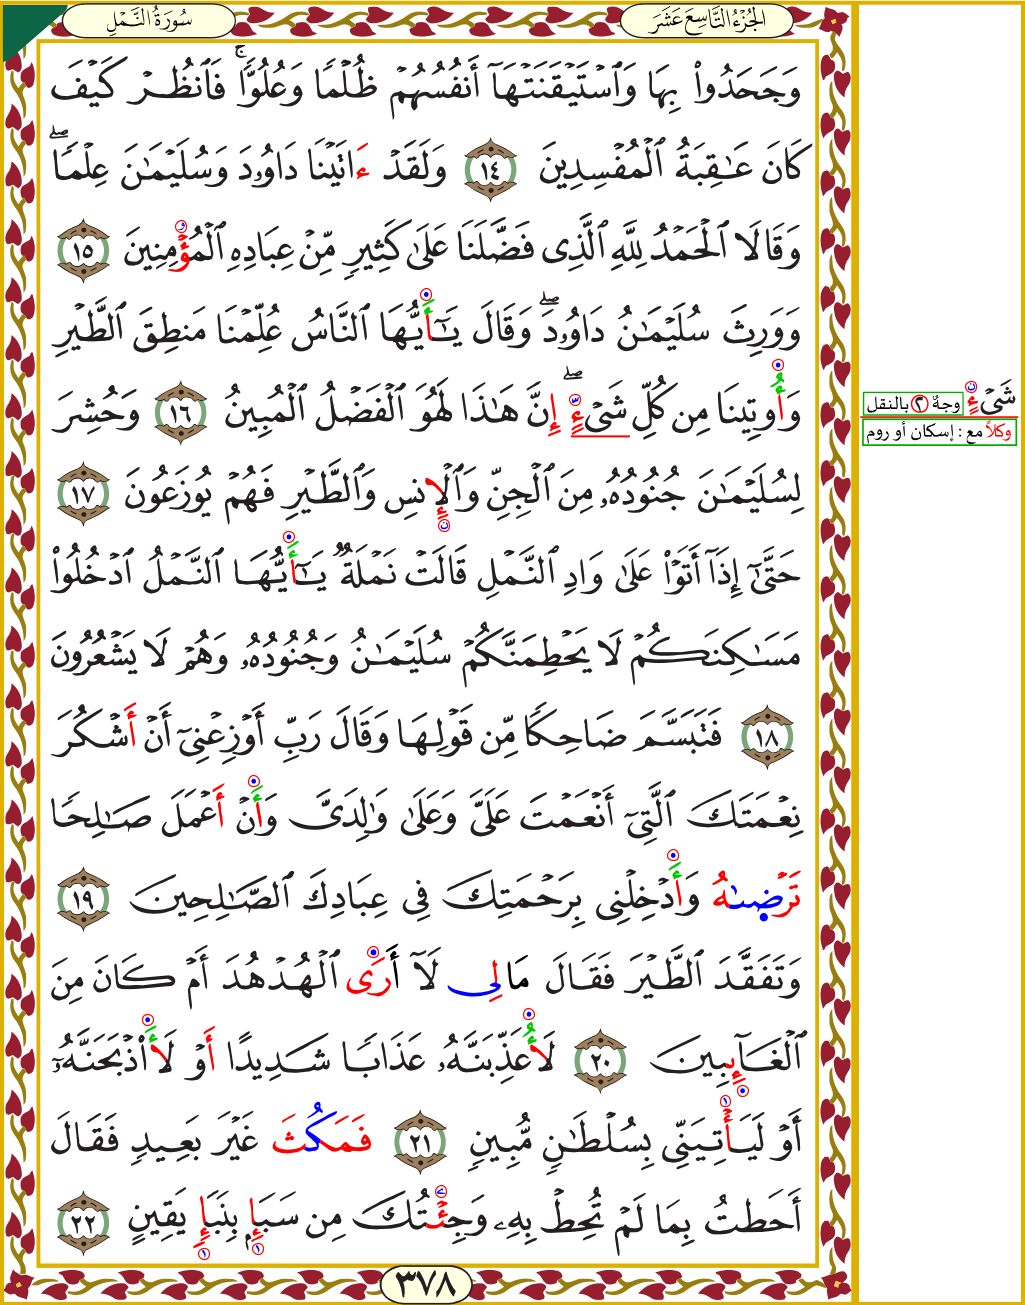 سُورَةُ النَّمْلِ
الجُزْءُ التَّاسِعَ عَشَرَ
وَجَحَدُواْ بِهَا وَٱسْتَيْقَنَتْهَآ أَنفُسُهُمْ ظُلْمًا وَعُلُوًّاۚ فَٱنظُرْ كَيْفَ
كَانَ عَٰقِبَةُ ٱلْمُفْسِدِينَ ١٤ وَلَقَدْ ءَاتَيْنَا دَاوُۥدَ وَسُلَيْمَٰنَ عِلْمًاۖ
وَقَالَا ٱلْحَمْدُ لِلَّهِ ٱلَّذِى فَضَّلَنَا عَلَىٰ كَثِيرٍ مِّنْ عِبَادِهِ ٱلْمُؤْمِنِينَ ١٥
وَوَرِثَ سُلَيْمَٰنُ دَاوُۥدَۖ وَقَالَ يَٰٓأَيُّهَا ٱلنَّاسُ عُلِّمْنَا مَنطِقَ ٱلطَّيْرِ
وَأُوتِينَا مِن كُلِّ شَىْءٍۖ إِنَّ هَٰذَا لَهُوَ ٱلْفَضْلُ ٱلْمُبِينُ ١٦ وَحُشِرَ
لِسُلَيْمَٰنَ جُنُودُهُۥ مِنَ ٱلْجِنِّ وَٱلْإِنسِ وَٱلطَّيْرِ فَهُمْ يُوزَعُونَ ١٧
حَتَّىٰٓ إِذَآ أَتَوْاْ عَلَىٰ وَادِ ٱلنَّمْلِ قَالَتْ نَمْلَةٌ يَٰٓأَيُّهَا ٱلنَّمْلُ ٱدْخُلُواْ
مَسَٰكِنَكُمْ لَا يَحْطِمَنَّكُمْ سُلَيْمَٰنُ وَجُنُودُهُۥ وَهُمْ لَا يَشْعُرُونَ
١٨ فَتَبَسَّمَ ضَاحِكًا مِّن قَوْلِهَا وَقَالَ رَبِّ أَوْزِعْنِىٓ أَنْ أَشْكُرَ
نِعْمَتَكَ ٱلَّتِىٓ أَنْعَمْتَ عَلَىَّ وَعَلَىٰ وَٰلِدَىَّ وَأَنْ أَعْمَلَ صَٰلِحًا
تَرْضَىٰهُ وَأَدْخِلْنِى بِرَحْمَتِكَ فِى عِبَادِكَ ٱلصَّٰلِحِينَ ١٩
وَتَفَقَّدَ ٱلطَّيْرَ فَقَالَ مَالِى لَآ أَرَى ٱلْهُدْهُدَ أَمْ كَانَ مِنَ
ٱلْغَآئِبِينَ ٢٠ لَأُعَذِّبَنَّهُۥ عَذَابًا شَدِيدًا أَوْ لَأَاْذْبَحَنَّهُۥٓ
أَوْ لَيَأْتِيَنِّى بِسُلْطَٰنٍ مُّبِينٍ ٢١ فَمَكُثَ غَيْرَ بَعِيدٍ فَقَالَ
أَحَطتُ بِمَا لَمْ تُحِطْ بِهِۦ وَجِئْتُكَ مِن سَبَإٍۭ بِنَبَإٍ يَقِينٍ ٢٢
٣٧٨
شَىْءٍ
وجهٌ ٢ بالنقل
وكلاً مع : إسكان أو روم